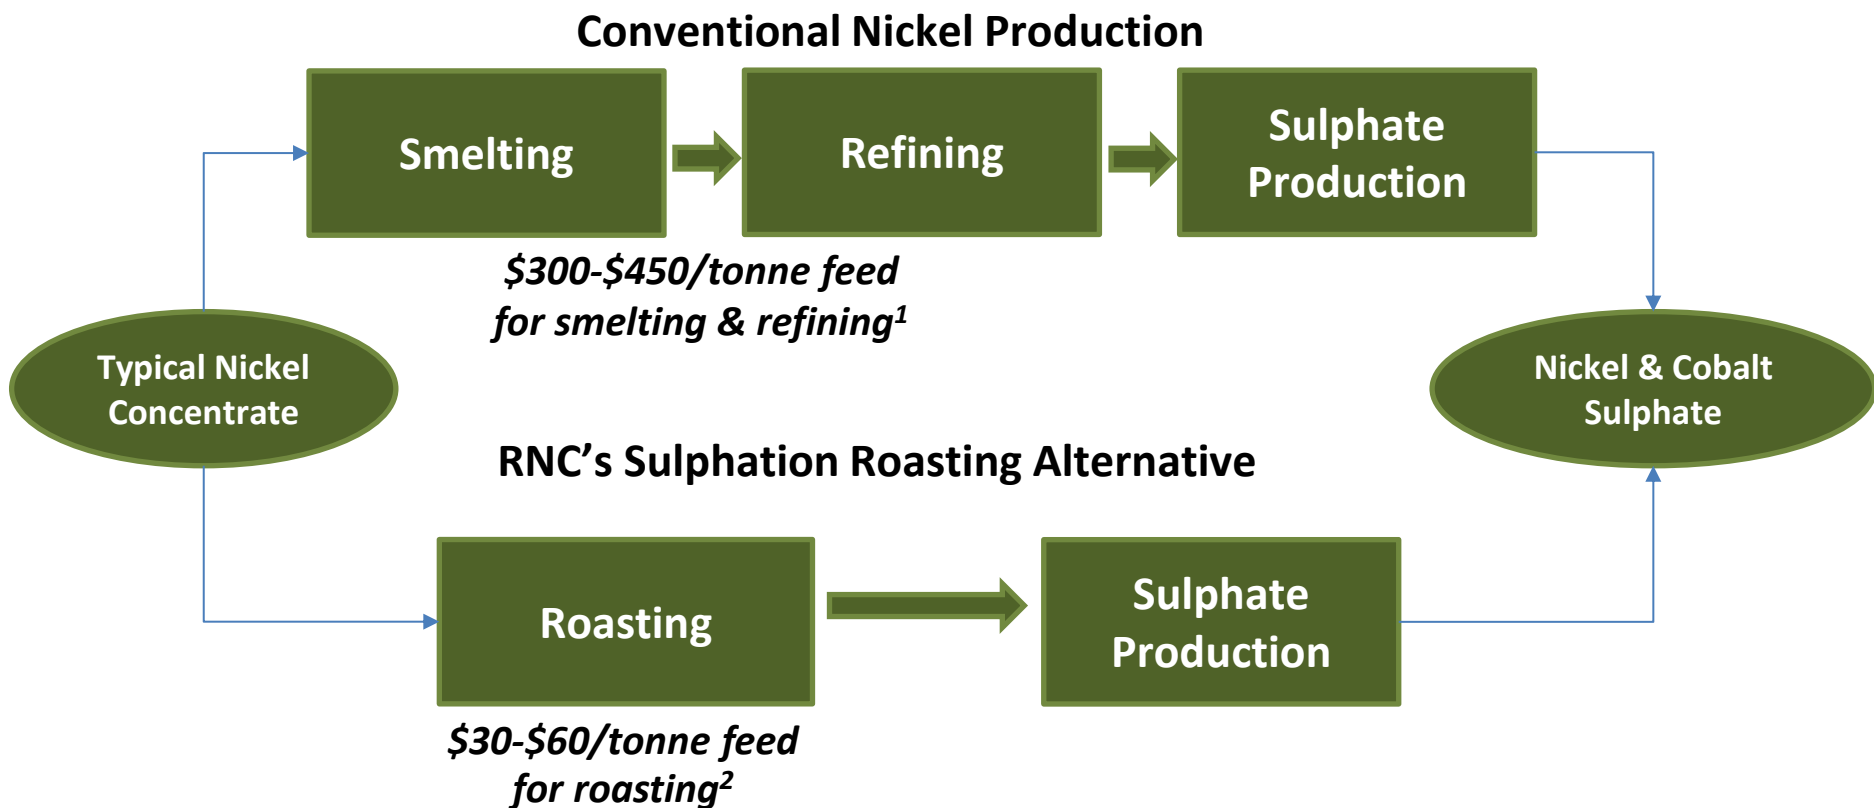 Conventional Nickel Production
Smelting
Refining
Sulphate
Production
$300-$450/tonne feed
for smelting & refining¹
Typical Nickel
Concentrate
Nickel & Cobalt
Sulphate
RNC’s Sulphation Roasting Alternative
Roasting
Sulphate
Production
$30-$60/tonne feed
for roasting²